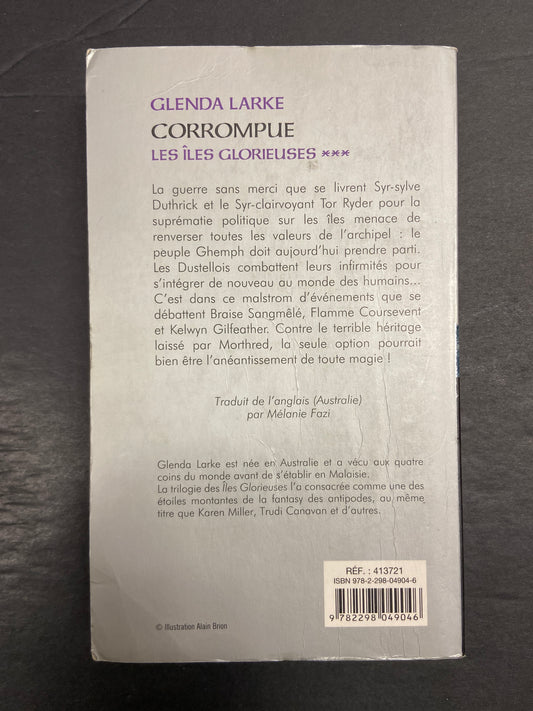 GLENDA LARKE
CORROMPUE
LES ÎLES GLORIEUSES ***
La guerre sans merci que se livrent Syr-sylve
Duthrick et le Syr-clairvoyant Tor Ryder pour la
suprématie politique sur les îles menace de
renverser toutes les valeurs de l'archipel : le
peuple Ghemph doit aujourd'hui prendre parti.
Les Dustellois combattent leurs infirmités pour
s'intégrer de nouveau au monde des humains...
C'est dans ce malstrom d'événements que se
débattent Braise Sangmêlé, Flamme Coursevent
et Kelwyn Gilfeather. Contre le terrible héritage
laissé par Morthred, la seule option pourrait
bien être l'anéantissement de toute magie !
Traduit de l'anglais (Australie)
par Mélanie Fazi
Glenda Larke est née en Australie et a vécu aux quatre
coins du monde avant de s'établir en Malaisie.
La trilogie des Îles Glorieuses l'a consacrée comme une des
étoiles montantes de la fantasy des antipodes, au même
titre que Karen Miller, Trudi Canavan et d'autres.
RÉF. : 413721
ISBN 978-2-298-04904-6
9 782298 049046
© Illustration Alain Brion